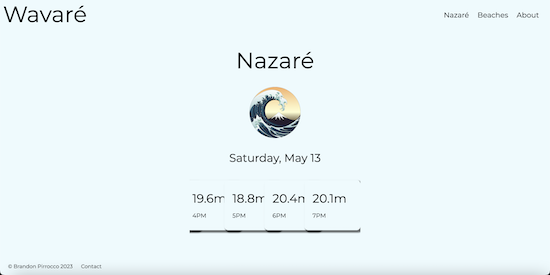 Wavaré
Nazaré Beaches About
Nazaré
Saturday, May 13
19.6m 18.8m 20.4m 20.1m
4PM 5PM 6PM 7PM
© Brandon Pirrocco 2023 Contact